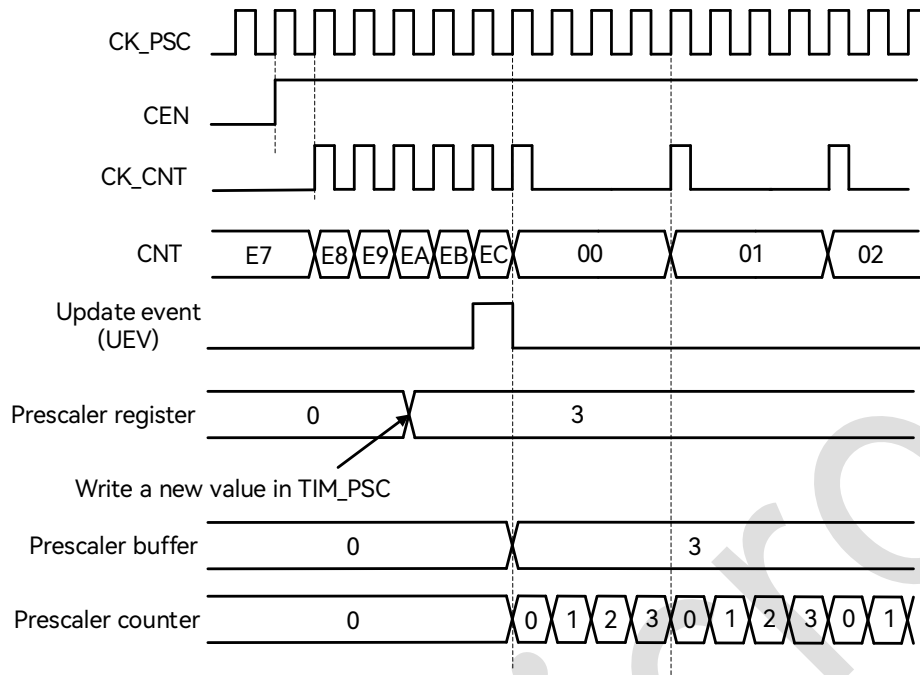 CK_PSC
CEN
CK_CNT
CNT
E7 E8 E9 EA EB EC 00 01 02
Update event
(UEV)
Prescaler register
0 3
Write a new value in TIM_PSC
Prescaler buffer
0 3
Prescaler counter
0 0 1 2 3 0 1 2 3 0 1